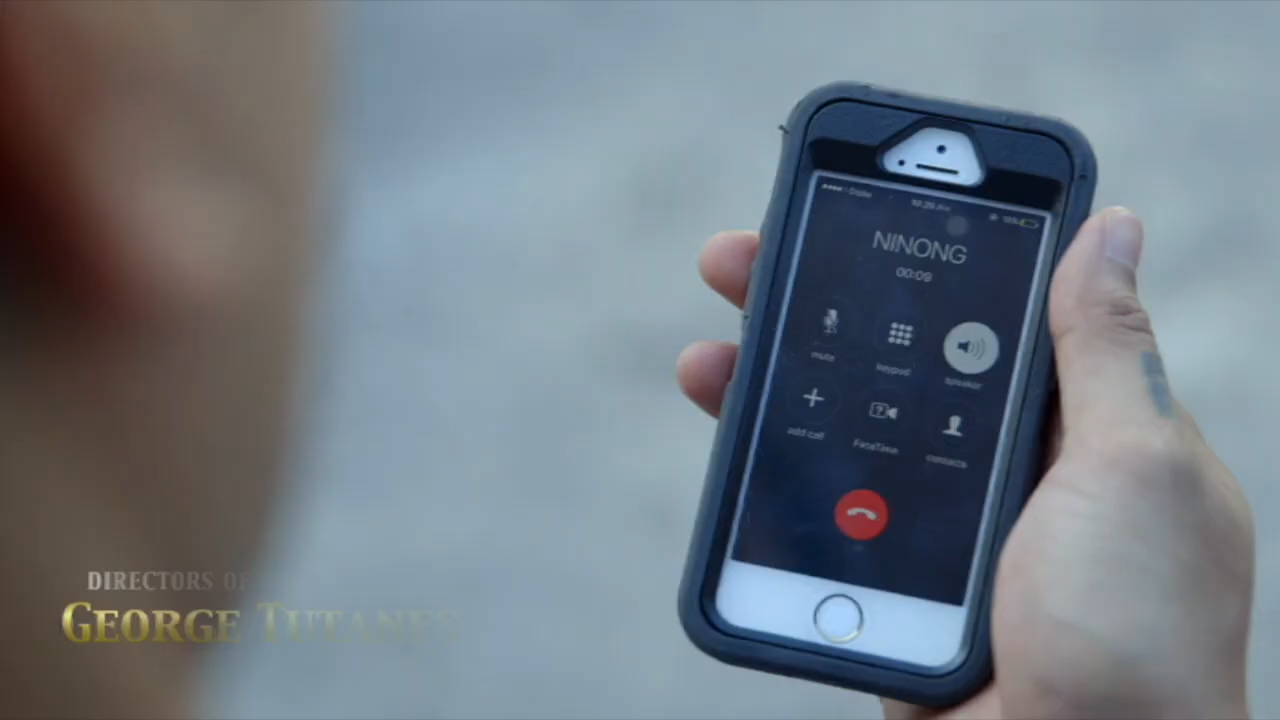 NINONG
00:09
mute
keypad
speaker
add call
FaceTime
contacts
DIRECTORS OF
GEORGE TUTANES